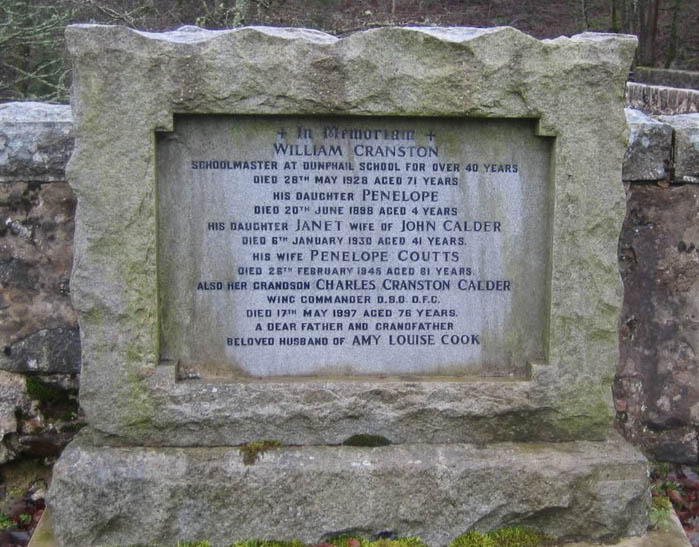 + In Memoriam +
WILLIAM CRANSTON
SCHOOLMASTER AT DUNPHAIL SCHOOL FOR OVER 40 YEARS
DIED 28TH MAY 1928 AGED 71 YEARS
HIS DAUGHTER PENELOPE
DIED 20TH JUNE 1898 AGED 4 YEARS
HIS DAUGHTER JANET WIFE OF JOHN CALDER
DIED 6TH JANUARY 1930 AGED 41 YEARS.
HIS WIFE PENELOPE COUTTS
DIED 26TH FEBRUARY 1945 AGED 81 YEARS.
ALSO HER GRANDSON CHARLES CRANSTON CALDER
WING COMMANDER D.S.O. D.F.C.
DIED 17TH MAY 1997 AGED 76 YEARS.
A DEAR FATHER AND GRANDFATHER
BELOVED HUSBAND OF AMY LOUISE COOK